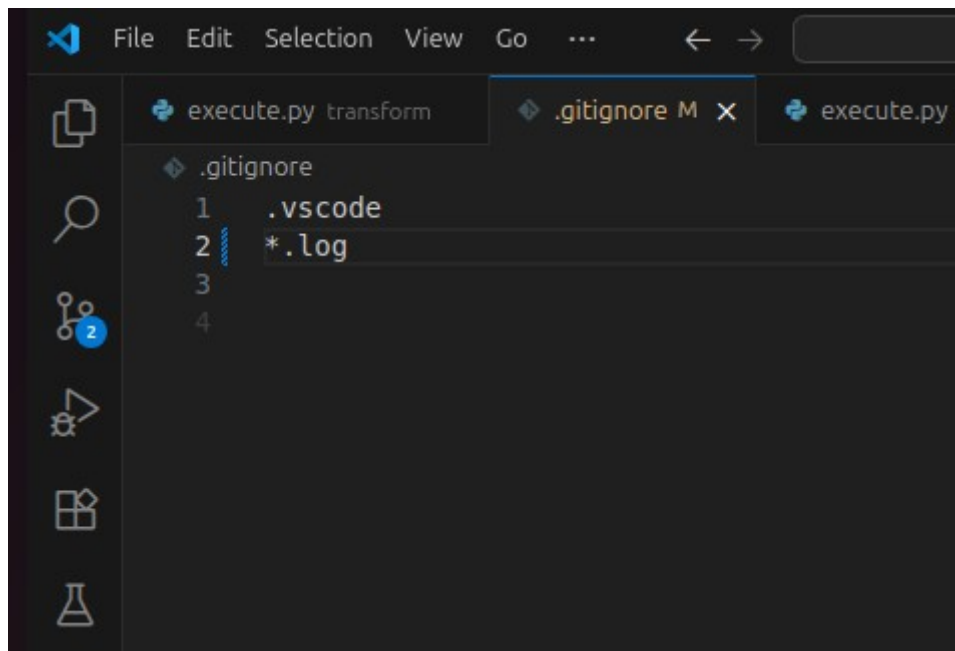 File Edit Selection View Go ...
execute.py transform .gitignore M execute.py
.gitignore
1 .vscode
2 *.log
3
4
2